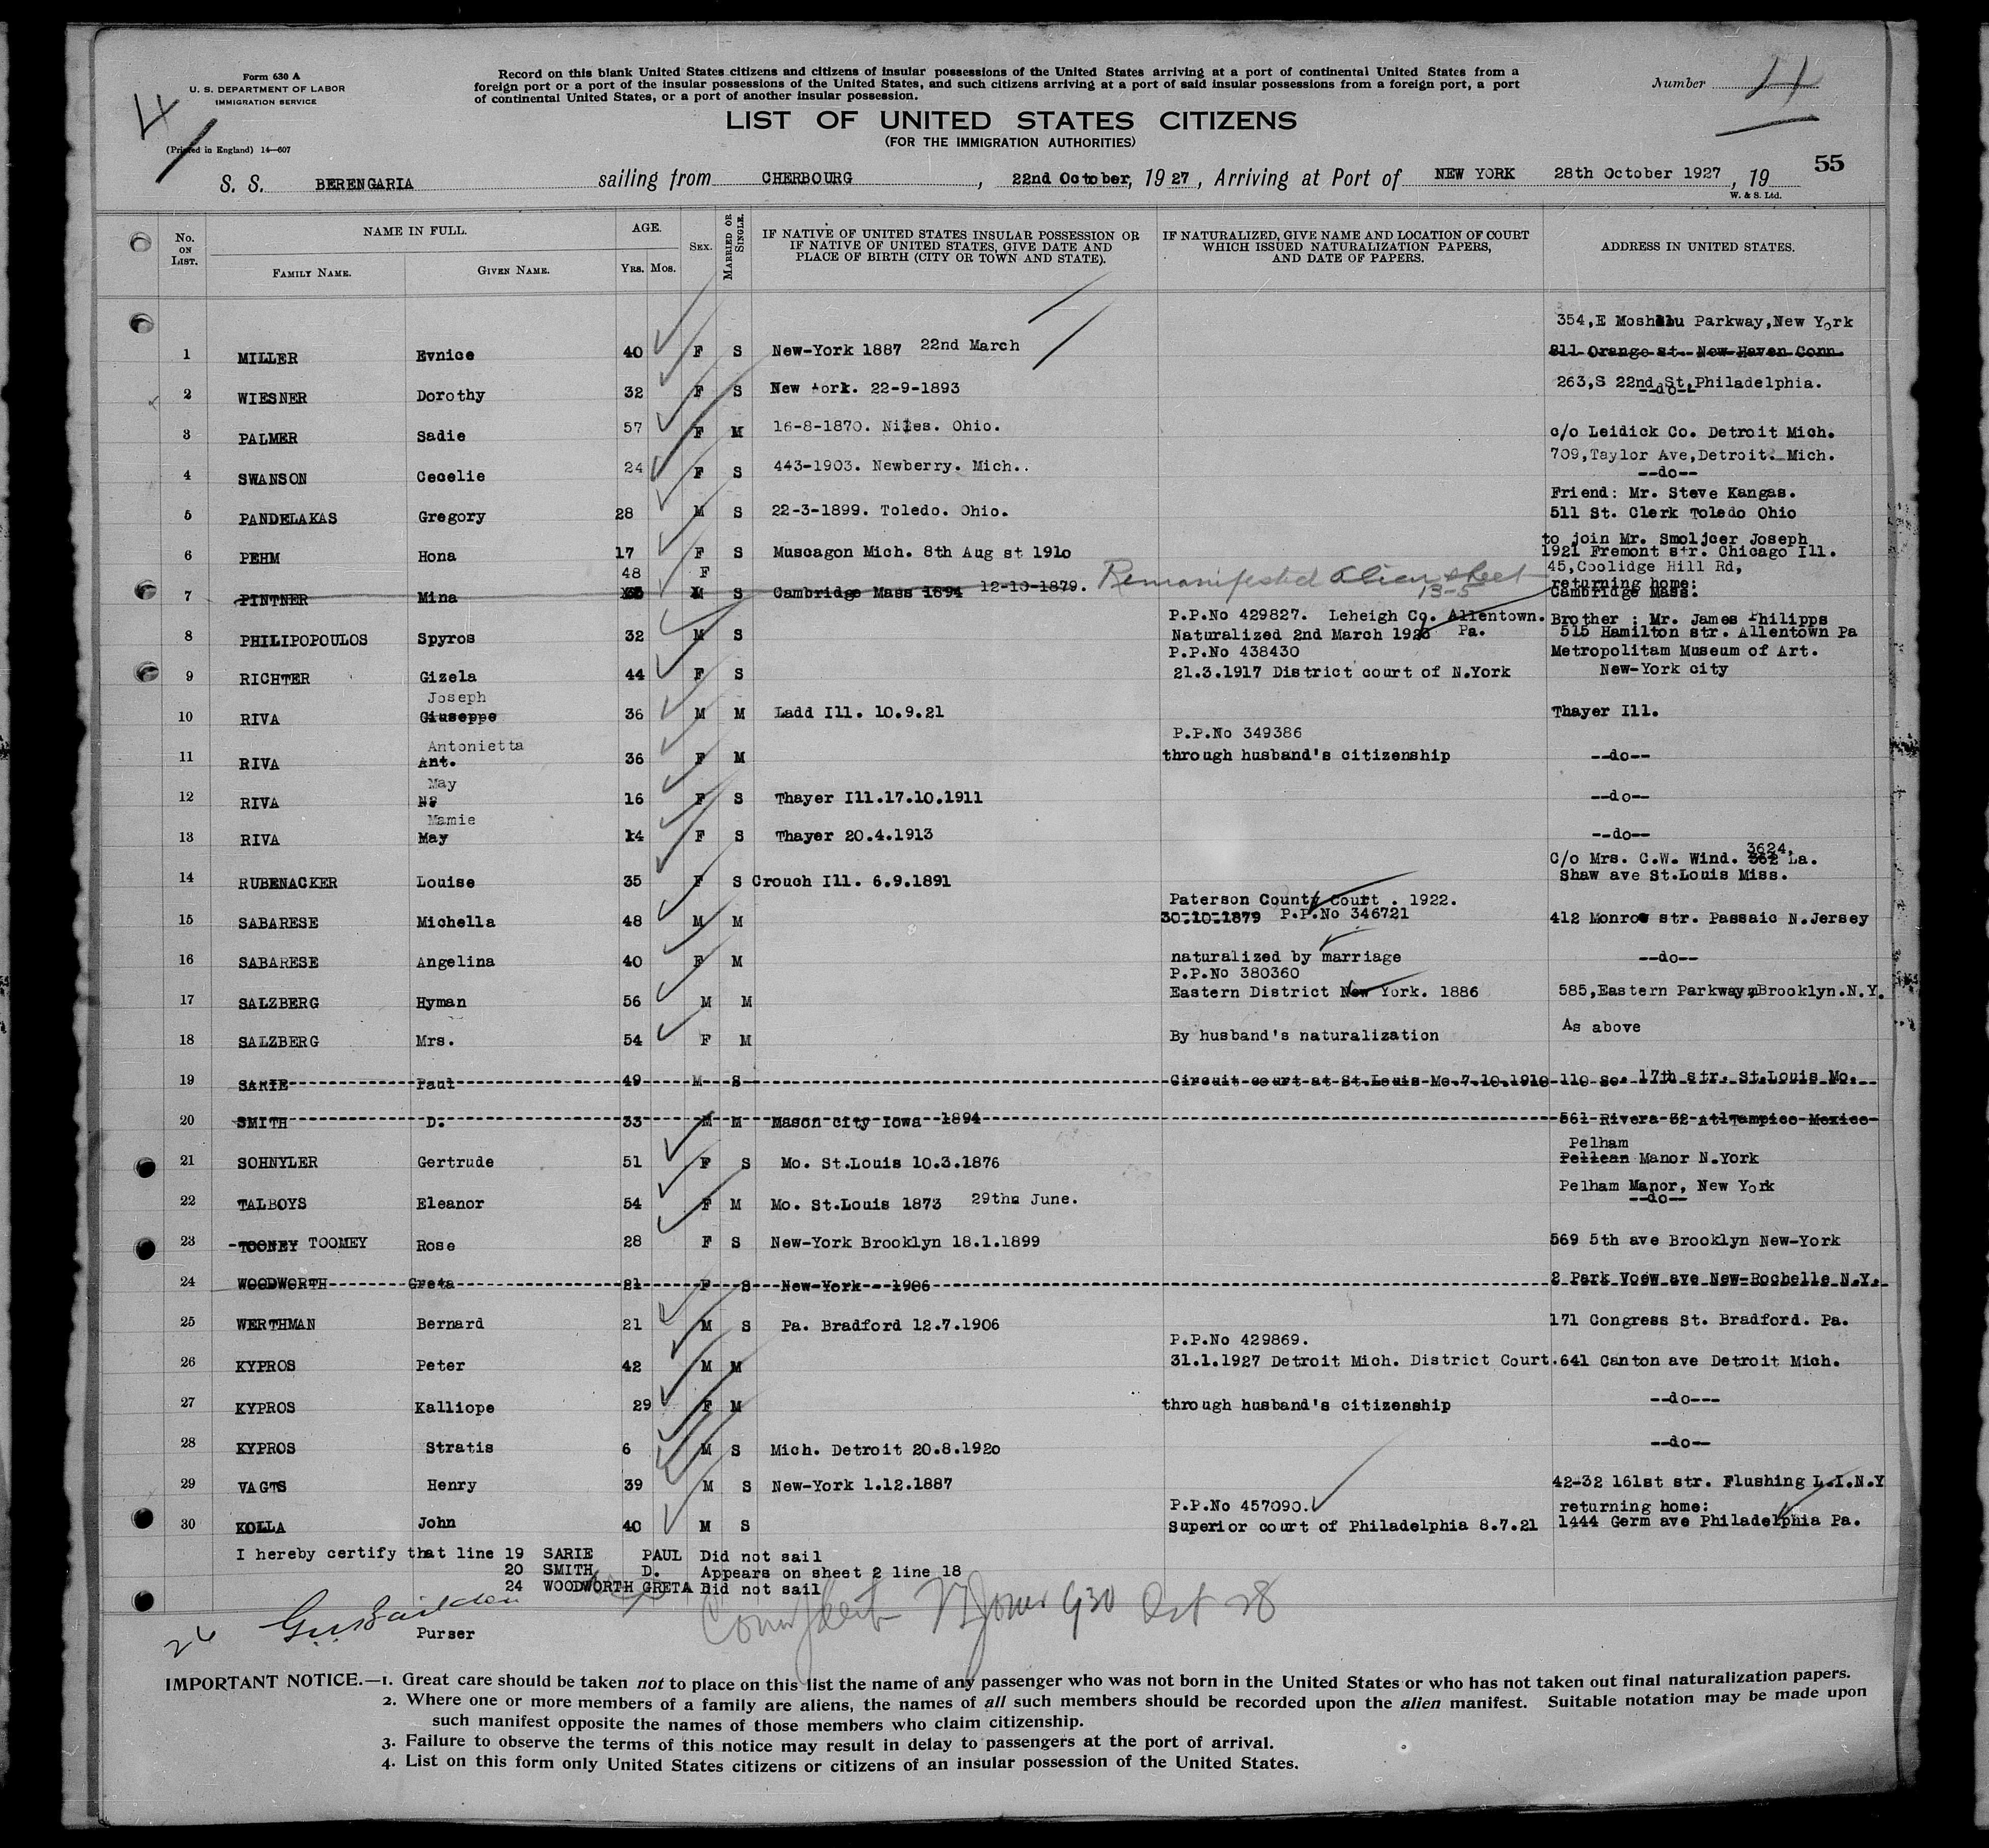 Form 630 A
U. S. DEPARTMENT OF LABOR
IMMIGRATION SERVICE
(Printed in England) 14—607
4
Record on this blank United States citizens and citizens of insular possessions of the United States arriving at a port of continental United States from a
foreign port or a port of the insular possessions of the United States, and such citizens arriving at a port of said insular possessions from a foreign port, a port
of continental United States, or a port of another insular possession.
Number 4
LIST OF UNITED STATES CITIZENS
(FOR THE IMMIGRATION AUTHORITIES)
55
S. S. BERENGARIA sailing from CHERBOURG, 22nd October, 1927, Arriving at Port of NEW YORK 28th October 1927, 19
W. & S. Ltd.
No. ON LIST. NAME IN FULL. FAMILY NAME. GIVEN NAME. AGE. YRS. MOS. SEX. MARRIED OR SINGLE. IF NATIVE OF UNITED STATES INSULAR POSSESSION OR IF NATIVE OF UNITED STATES, GIVE DATE AND PLACE OF BIRTH (CITY OR TOWN AND STATE). IF NATURALIZED, GIVE NAME AND LOCATION OF COURT WHICH ISSUED NATURALIZATION PAPERS, AND DATE OF PAPERS. ADDRESS IN UNITED STATES.
354,E Parkway,New York
1 MILLER Evnice 40 F S New-York 1887 22nd March 811 Orange st. New Haven Conn.
263,S 22nd St,Philadelphia.
2 WIESNER Dorothy 32 F S New ork. 22-9-1893 --do--
3 PALMER Sadie 57 F M 16-8-1870. Niles. Ohio. c/o Leidick Co. Detroit Mich.
709,Taylor Ave,Detroit. Mich.
4 SWANSON Cecelie 24 F S 443-1903. Newberry. Mich.. --do--
Friend: Mr. Steve Kangas.
5 PANDELAKAS Gregory 28 M S 22-3-1899. Toledo. Ohio. 511 St. Clerk Toledo Ohio
to join Mr. Smoljcer Joseph
6 PEHM Hona 17 F S Muscagon Mich. 8th Aug st 1910 1921 Fremont str. Chicago Ill.
48 F 45,Coolidge Hill Rd,
returning home:
7 PINTNER Mina M S Cambridge Mass 1894 12-10-1879. Remanifested Alien sheet 13-5 Cambridge Mass.
P.P.No 429827. Leheigh Co. Allentown. Brother : Mr. James Philipps
8 PHILIPOPOULOS Spyros 32 M S Naturalized 2nd March 1926 Pa. 515 Hamilton str. Allentown Pa
P.P.No 438430 Metropolitam Museum of Art.
9 RICHTER Gizela 44 F S 21.3.1917 District court of N.York New-York city
Joseph
10 RIVA Giuseppe 36 M M Ladd Ill. 10.9.21 Thayer Ill.
Antonietta P.P.No 349386
11 RIVA Ant. 36 F M through husband's citizenship --do--
May
12 RIVA 16 F S Thayer Ill.17.10.1911 --do--
Mamie
13 RIVA May 14 F S Thayer 20.4.1913 --do--
3624,
C/o Mrs. C.W. Wind. 362 La.
14 RUBENACKER Louise 35 F S Crouch Ill. 6.9.1891 Shaw ave St.Louis Miss.
Paterson County Court . 1922.
15 SABARESE Michella 48 M M 30-10-1879 P.P.No 346721 412 Monroe str. Passaic N.Jersey
16 SABARESE Angelina 40 F M naturalized by marriage --do--
P.P.No 380360
17 SALZBERG Hyman 56 M M Eastern District New York. 1886 585,Eastern Parkway,Brooklyn.N.Y.
18 SALZBERG Mrs. 54 F M By husband's naturalization As above
19 SARIE Paul 49 M S Circuit court at St.Louis Mo.7.10.1910 110 So. 17th str. St.Louis Mo.
20 SMITH D. 33 M M Mason city Iowa 1894 561 Rivera 32 Atl Tampico Mexico
Pelham
21 SOHNYLER Gertrude 51 F S Mo. St.Louis 10.3.1876 Pellean Manor N.York
Pelham Manor, New York
22 TALBOYS Eleanor 54 F M Mo. St.Louis 1873 29the June. --do--
23 TOONEY TOOMEY Rose 28 F S New-York Brooklyn 18.1.1899 569 5th ave Brooklyn New-York
24 WOODWORTH Greta 21 F S New-York 1906 2 Park Voew ave New-Rochelle N.Y.
25 WERTHMAN Bernard 21 M S Pa. Bradford 12.7.1906 171 Congress St. Bradford. Pa.
P.P.No 429869.
26 KYPROS Peter 42 M M 31.1.1927 Detroit Mich. District Court. 641 Canton ave Detroit Mich.
27 KYPROS Kalliope 29 F M through husband's citizenship --do---
28 KYPROS Stratis 6 M S Mich. Detroit 20.8.1920 --do--
29 VAGTS Henry 39 M S New-York 1.12.1887 42-32 161st str. Flushing L.I.N.Y
P.P.No 457090. returning home:
30 KOLLA John 40 M S Superior court of Philadelphia 8.7.21 1444 Germ ave Philadelphia Pa.
I hereby certify that line 19 SARIE PAUL Did not sail
20 SMITH D. Appears on sheet 2 line 18
24 WOODWORTH GRETA Did not sail
Oct 28
26
Purser
IMPORTANT NOTICE.—1. Great care should be taken not to place on this list the name of any passenger who was not born in the United States or who has not taken out final naturalization papers.
2. Where one or more members of a family are aliens, the names of all such members should be recorded upon the alien manifest. Suitable notation may be made upon
such manifest opposite the names of those members who claim citizenship.
3. Failure to observe the terms of this notice may result in delay to passengers at the port of arrival.
4. List on this form only United States citizens or citizens of an insular possession of the United States.